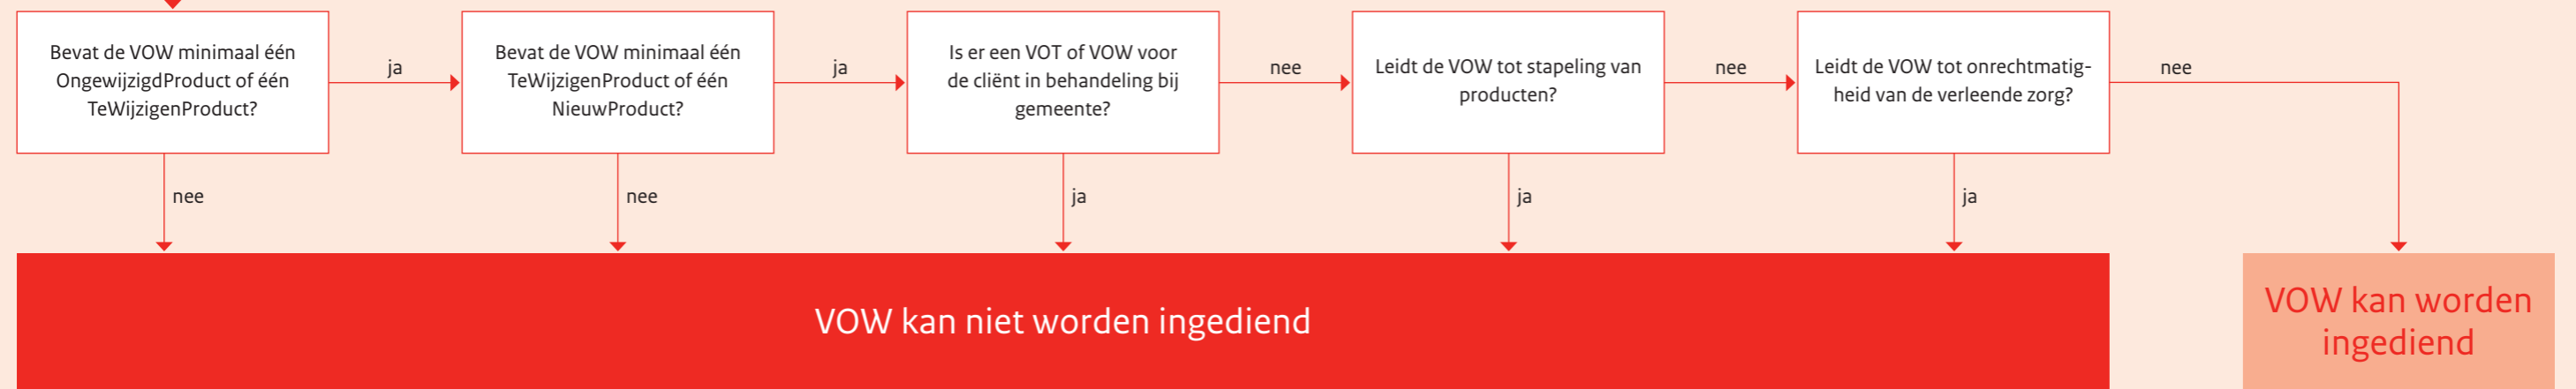 Bevat de VOW minimaal één
OngewijzigdProduct of één
TeWijzigenProduct?
ja
Bevat de VOW minimaal één
TeWijzigenProduct of één
NieuwProduct?
ja
Is er een VOT of VOW voor
de cliënt in behandeling bij
gemeente?
nee
Leidt de VOW tot stapeling van
producten?
nee
Leidt de VOW tot onrechtmatig-
heid van de verleende zorg?
nee
nee
nee
ja
ja
ja
VOW kan niet worden ingediend
VOW kan worden
ingediend